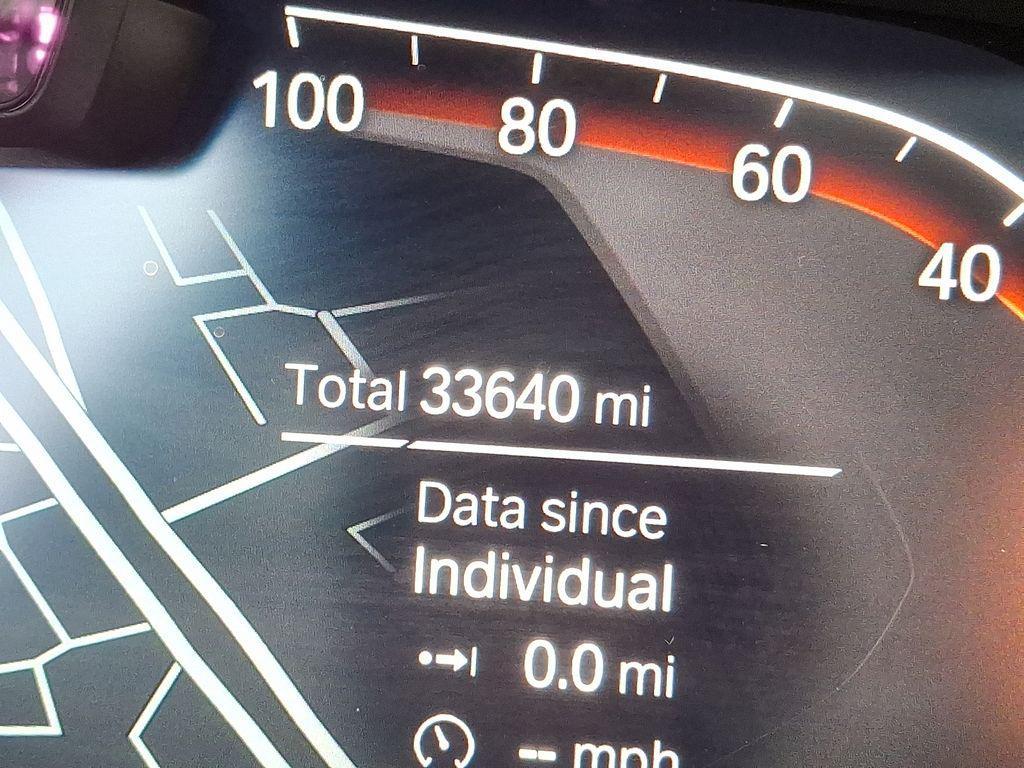 100 80 60 40
Total 33640 mi
Data since
Individual
0.0 mi
-- mph